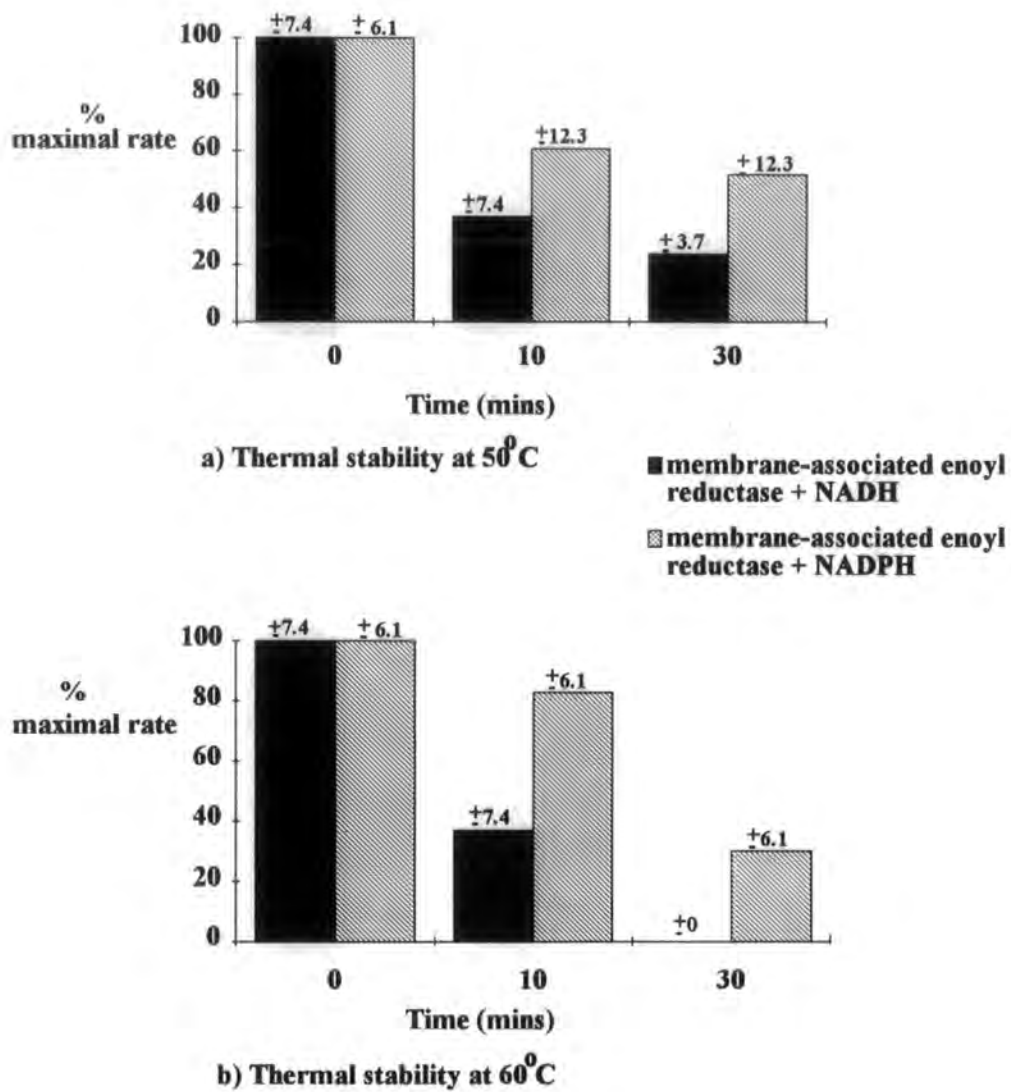 ±7.4 ± 6.1
100
80
%
maximal rate
60
±12.3
± 12.3
40
±7.4
± 3.7
20
0
0 10 30
Time (mins)
a) Thermal stability at 50°C
membrane-associated enoyl
reductase + NADH
membrane-associated enoyl
reductase + NADPH
±7.4 ± 6.1
100
±6.1
80
%
maximal rate
60
40
±7.4
±6.1
20
±0
0
0 10 30
Time (mins)
b) Thermal stability at 60°C